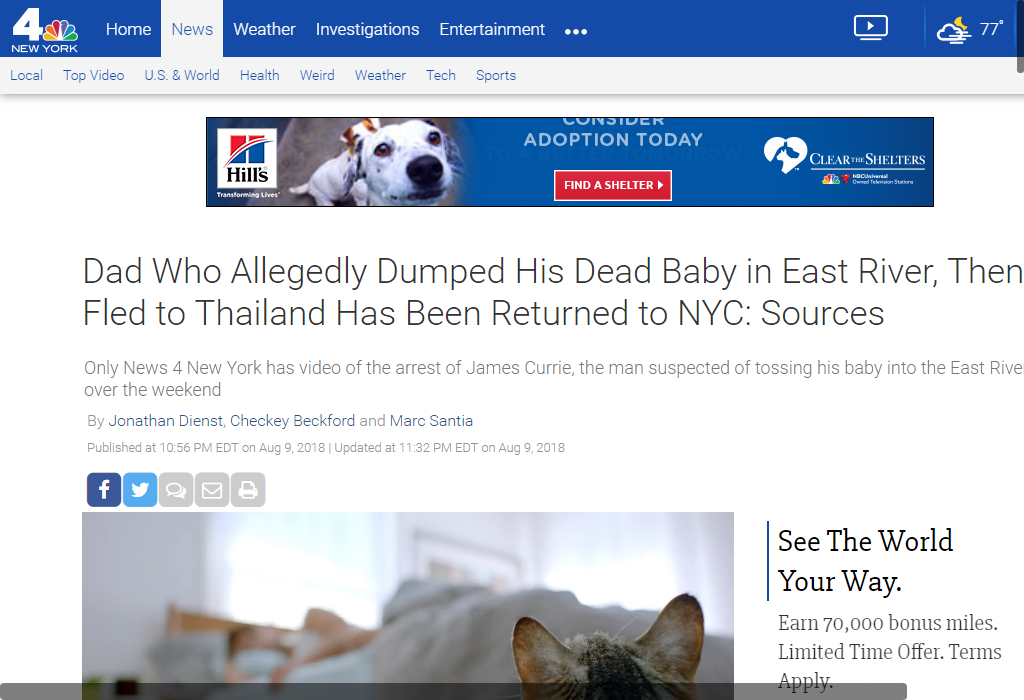 4
NEW YORK
Home
News
Weather
Investigations
Entertainment
77°
Local
Top Video
U.S. & World
Health
Weird
Weather
Tech
Sports
Hill's
Transforming Lives
CONSIDER
ADOPTION TODAY
FIND A SHELTER
CLEAR THE SHELTERS
NBCUniversal
Owned Television Stations
Dad Who Allegedly Dumped His Dead Baby in East River, Then
Fled to Thailand Has Been Returned to NYC: Sources
Only News 4 New York has video of the arrest of James Currie, the man suspected of tossing his baby into the East Rive
over the weekend
By Jonathan Dienst, Checkey Beckford and Marc Santia
Published at 10:56 PM EDT on Aug 9, 2018 | Updated at 11:32 PM EDT on Aug 9, 2018
See The World
Your Way.
Earn 70,000 bonus miles.
Limited Time Offer. Terms
Apply.